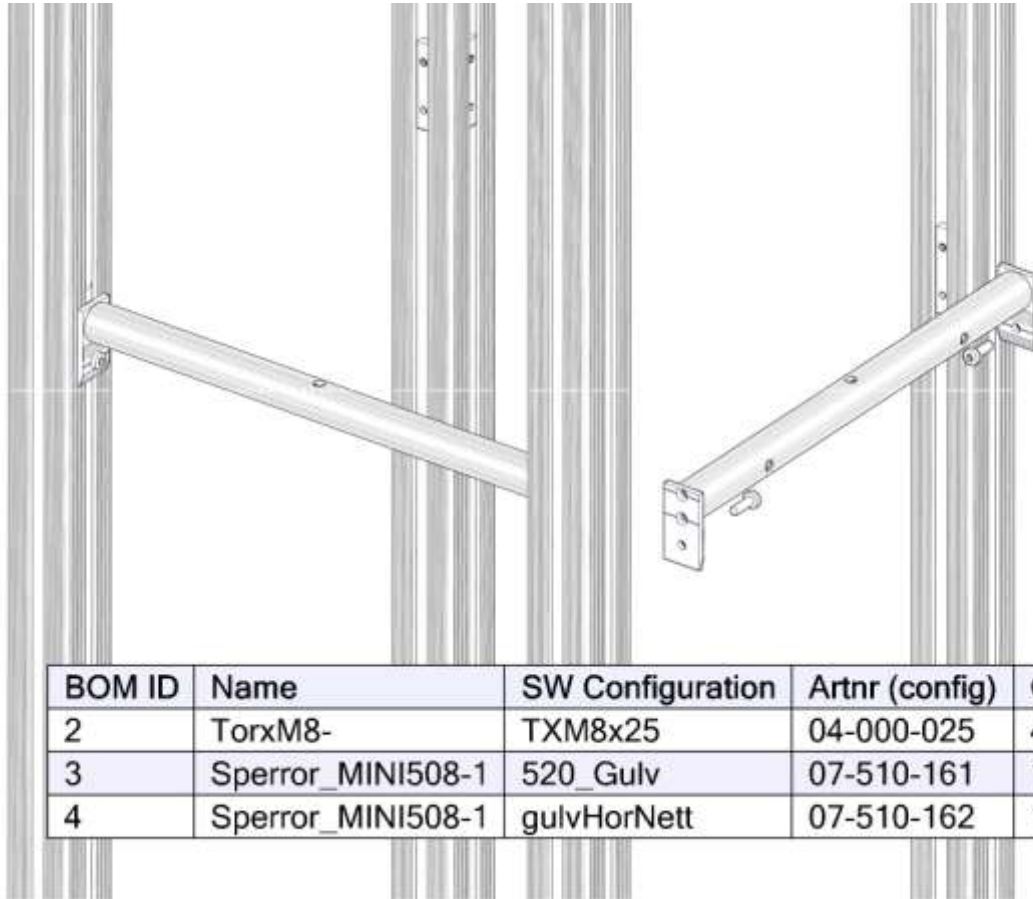 BOM ID Name SW Configuration Artnr (config)
2 TorxM8- TXM8x25 04-000-025
3 Sperror_MINI508-1 520_Gulv 07-510-161
4 Sperror_MINI508-1 gulvHorNett 07-510-162